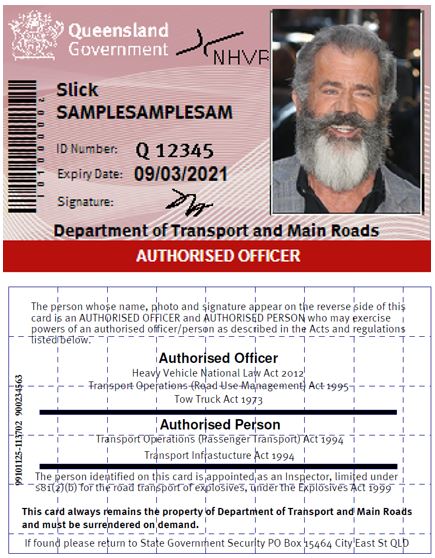 Queensland
Government
NHVR
Slick
SAMPLESAMPLESAM
ID Number: Q 12345
Expiry Date: 09/03/2021
Signature:
Department of Transport and Main Roads
AUTHORISED OFFICER
The person whose name, photo and signature appear on the reverse side of this
card is an AUTHORISED OFFICER and AUTHORISED PERSON who may exercise
powers of an authorised officer/person as described in the Acts and regulations
listed below.
Authorised Officer
Heavy Vehicle National Law Act 2012
Transport Operations (Road Use Management) Act 1995
Tow Truck Act 1973
Authorised Person
Transport Operations (Passenger Transport) Act 1994
Transport Infastucture Act 1994
The person identified on this card is appointed as an Inspector, limited under
s81(2)(b) for the road transport of explosives, under the Explosives Act 1999
This card always remains the property of Department of Transport and Main Roads
and must be surrendered on demand.
If found please return to State Government Security PO Box 15464 City East St QLD